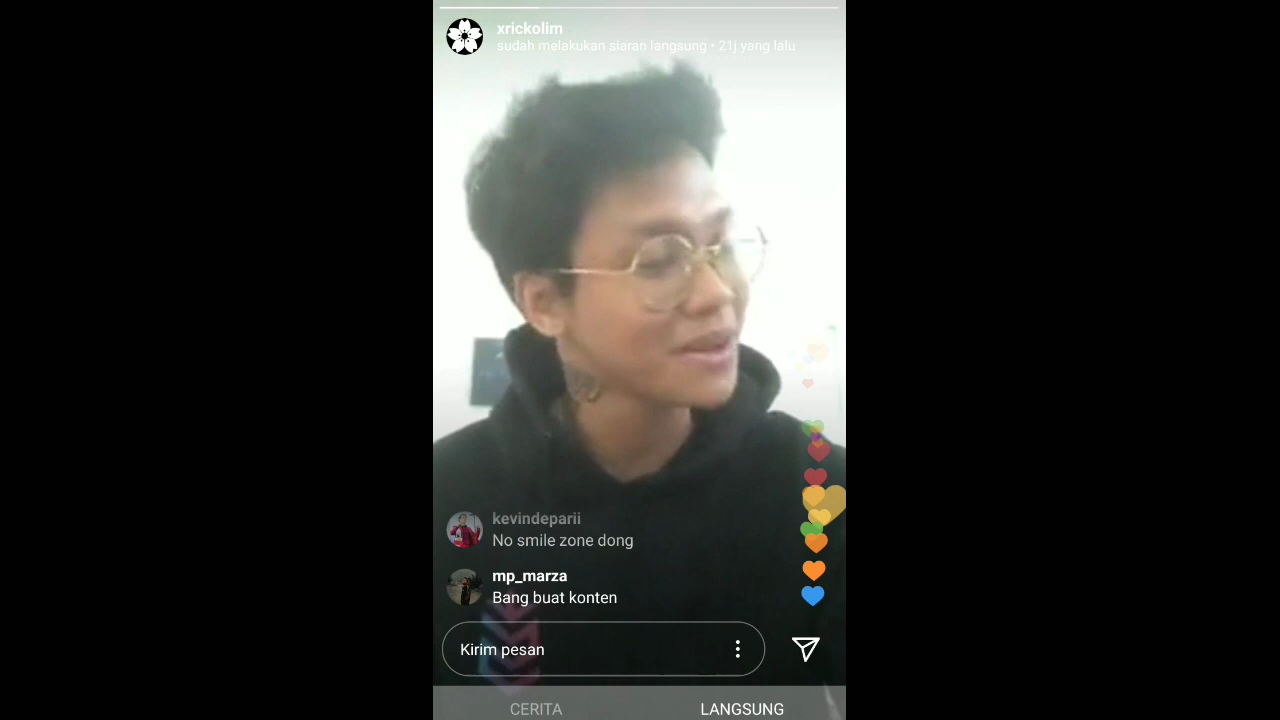 xrickolim
sudah melakukan siaran langsung • 21j yang lalu
kevindeparii
No smile zone dong
mp_marza
Bang buat konten
Kirim pesan
CERITA
LANGSUNG